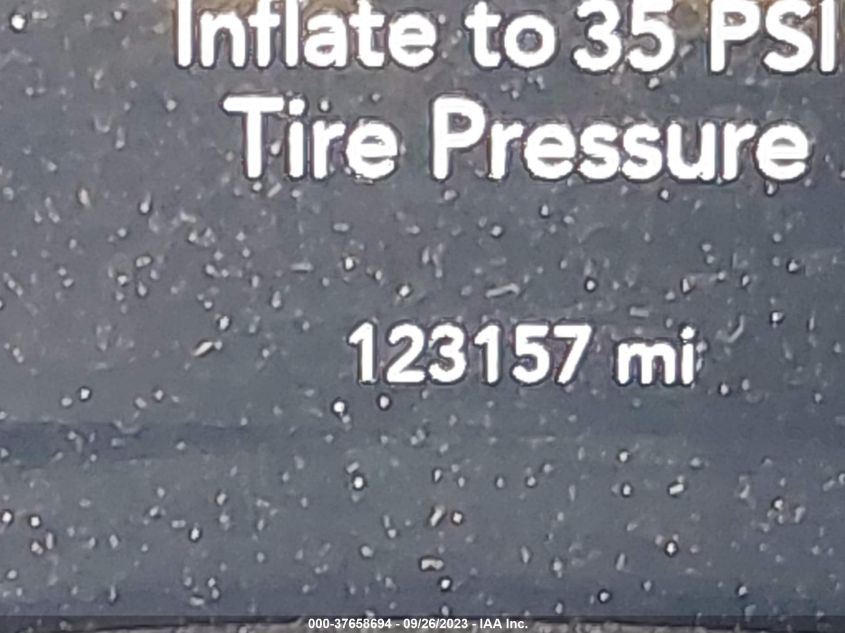 Inflate to 35 PSI
Tire Pressure
123157 mi
000-37658694 - 09/26/2023 - IAA Inc.